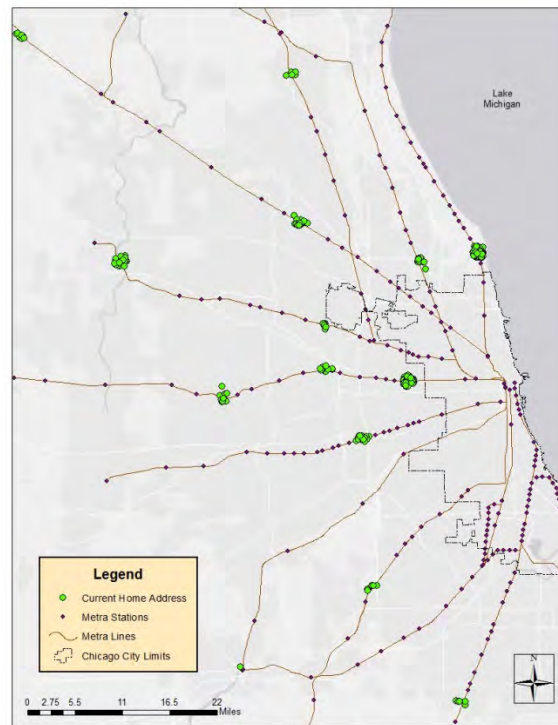 Lake
Michigan
Legend
Current Home Address
Metra Stations
Metra Lines
Chicago City Limits
N
0 2.75 5.5 11 16.5 22
Miles